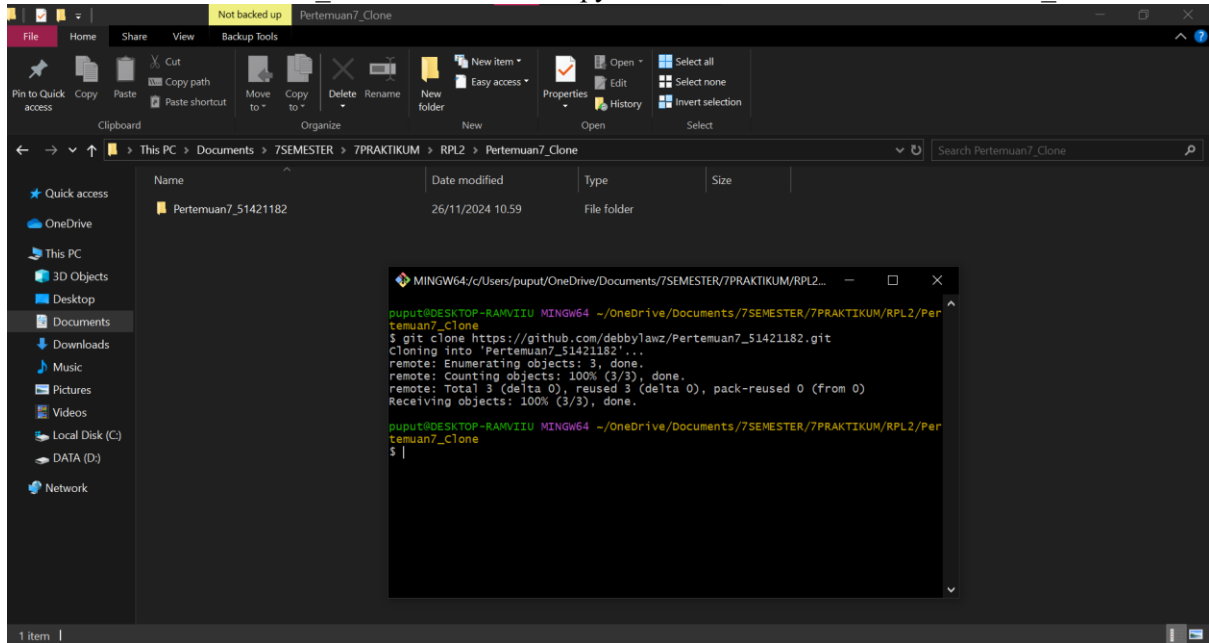 Not backed up
Pertemuan7_Clone
File
Home
Share
View
Backup Tools
Pin to Quick access
Copy
Paste
Cut
Copy path
Paste shortcut
Move to
Copy to
Delete
Rename
New folder
New item
Easy access
Properties
Open
Edit
History
Select all
Select none
Invert selection
Clipboard
Organize
New
Open
Select
This PC > Documents > 7SEMESTER > 7PRAKTIKUM > RPL2 > Pertemuan7_Clone
Search Pertemuan7_Clone
Name
Date modified
Type
Size
Pertemuan7_51421182
26/11/2024 10.59
File folder
Quick access
OneDrive
This PC
3D Objects
Desktop
Documents
Downloads
Music
Pictures
Videos
Local Disk (C:)
DATA (D:)
Network
MINGW64:/c/Users/puput/OneDrive/Documents/7SEMESTER/7PRAKTIKUM/RPL2...
puput@DESKTOP-RAMVIIU MINGW64 ~/OneDrive/Documents/7SEMESTER/7PRAKTIKUM/RPL2/Per
temuan7_Clone
$ git clone https://github.com/debbylawz/Pertemuan7_51421182.git
Cloning into 'Pertemuan7_51421182'...
remote: Enumerating objects: 3, done.
remote: Counting objects: 100% (3/3), done.
remote: Total 3 (delta 0), reused 3 (delta 0), pack-reused 0 (from 0)
Receiving objects: 100% (3/3), done.
puput@DESKTOP-RAMVIIU MINGW64 ~/OneDrive/Documents/7SEMESTER/7PRAKTIKUM/RPL2/Per
temuan7_Clone
$
1 item